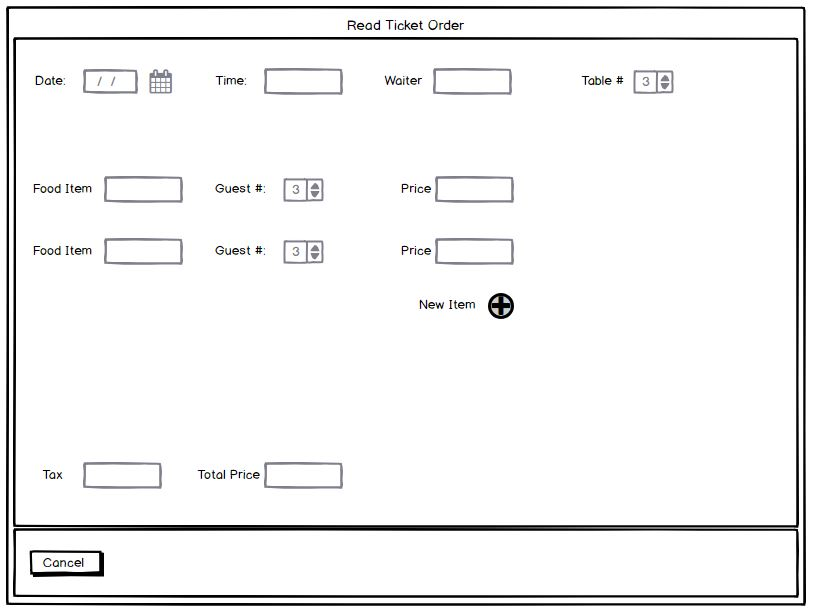 Read Ticket Order
Date: / / Time: Waiter Table # 3
Food Item Guest #: 3 Price
Food Item Guest #: 3 Price
New Item
Tax Total Price
Cancel